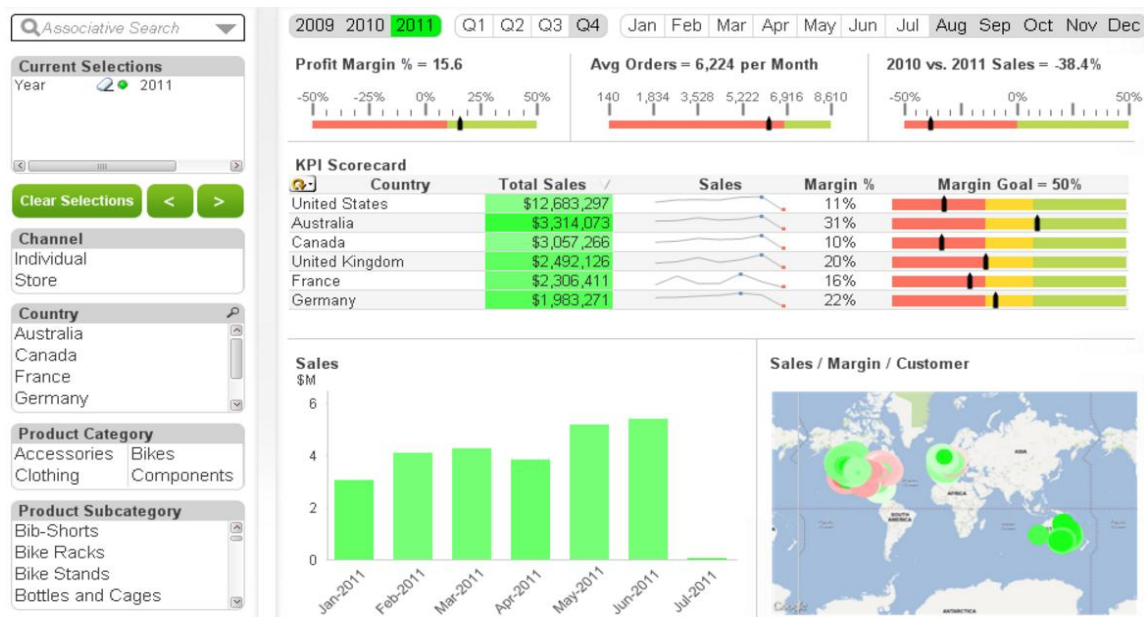 Associative Search
Current Selections
Year 2011
Clear Selections < >
Channel
Individual
Store
Country
Australia
Canada
France
Germany
Product Category
Accessories Bikes
Clothing Components
Product Subcategory
Bib-Shorts
Bike Racks
Bike Stands
Bottles and Cages
2009 2010 2011 Q1 Q2 Q3 Q4 Jan Feb Mar Apr May Jun Jul Aug Sep Oct Nov Dec
Profit Margin % = 15.6
-50% -25% 0% 25% 50%
Avg Orders = 6,224 per Month
140 1,834 3,528 5,222 6,916 8,610
2010 vs. 2011 Sales = -38.4%
-50% 0% 50%
KPI Scorecard
Country Total Sales Sales Margin % Margin Goal = 50%
United States $12,683,297 11%
Australia $3,314,073 31%
Canada $3,057,266 10%
United Kingdom $2,492,126 20%
France $2,306,411 16%
Germany $1,983,271 22%
Sales
$M
6
4
2
0
Jan-2011 Feb-2011 Mar-2011 Apr-2011 May-2011 Jun-2011 Jul-2011
Sales / Margin / Customer
ASIA
AFRICA
SOUTH
AMERICA
ANTARCTICA
Google